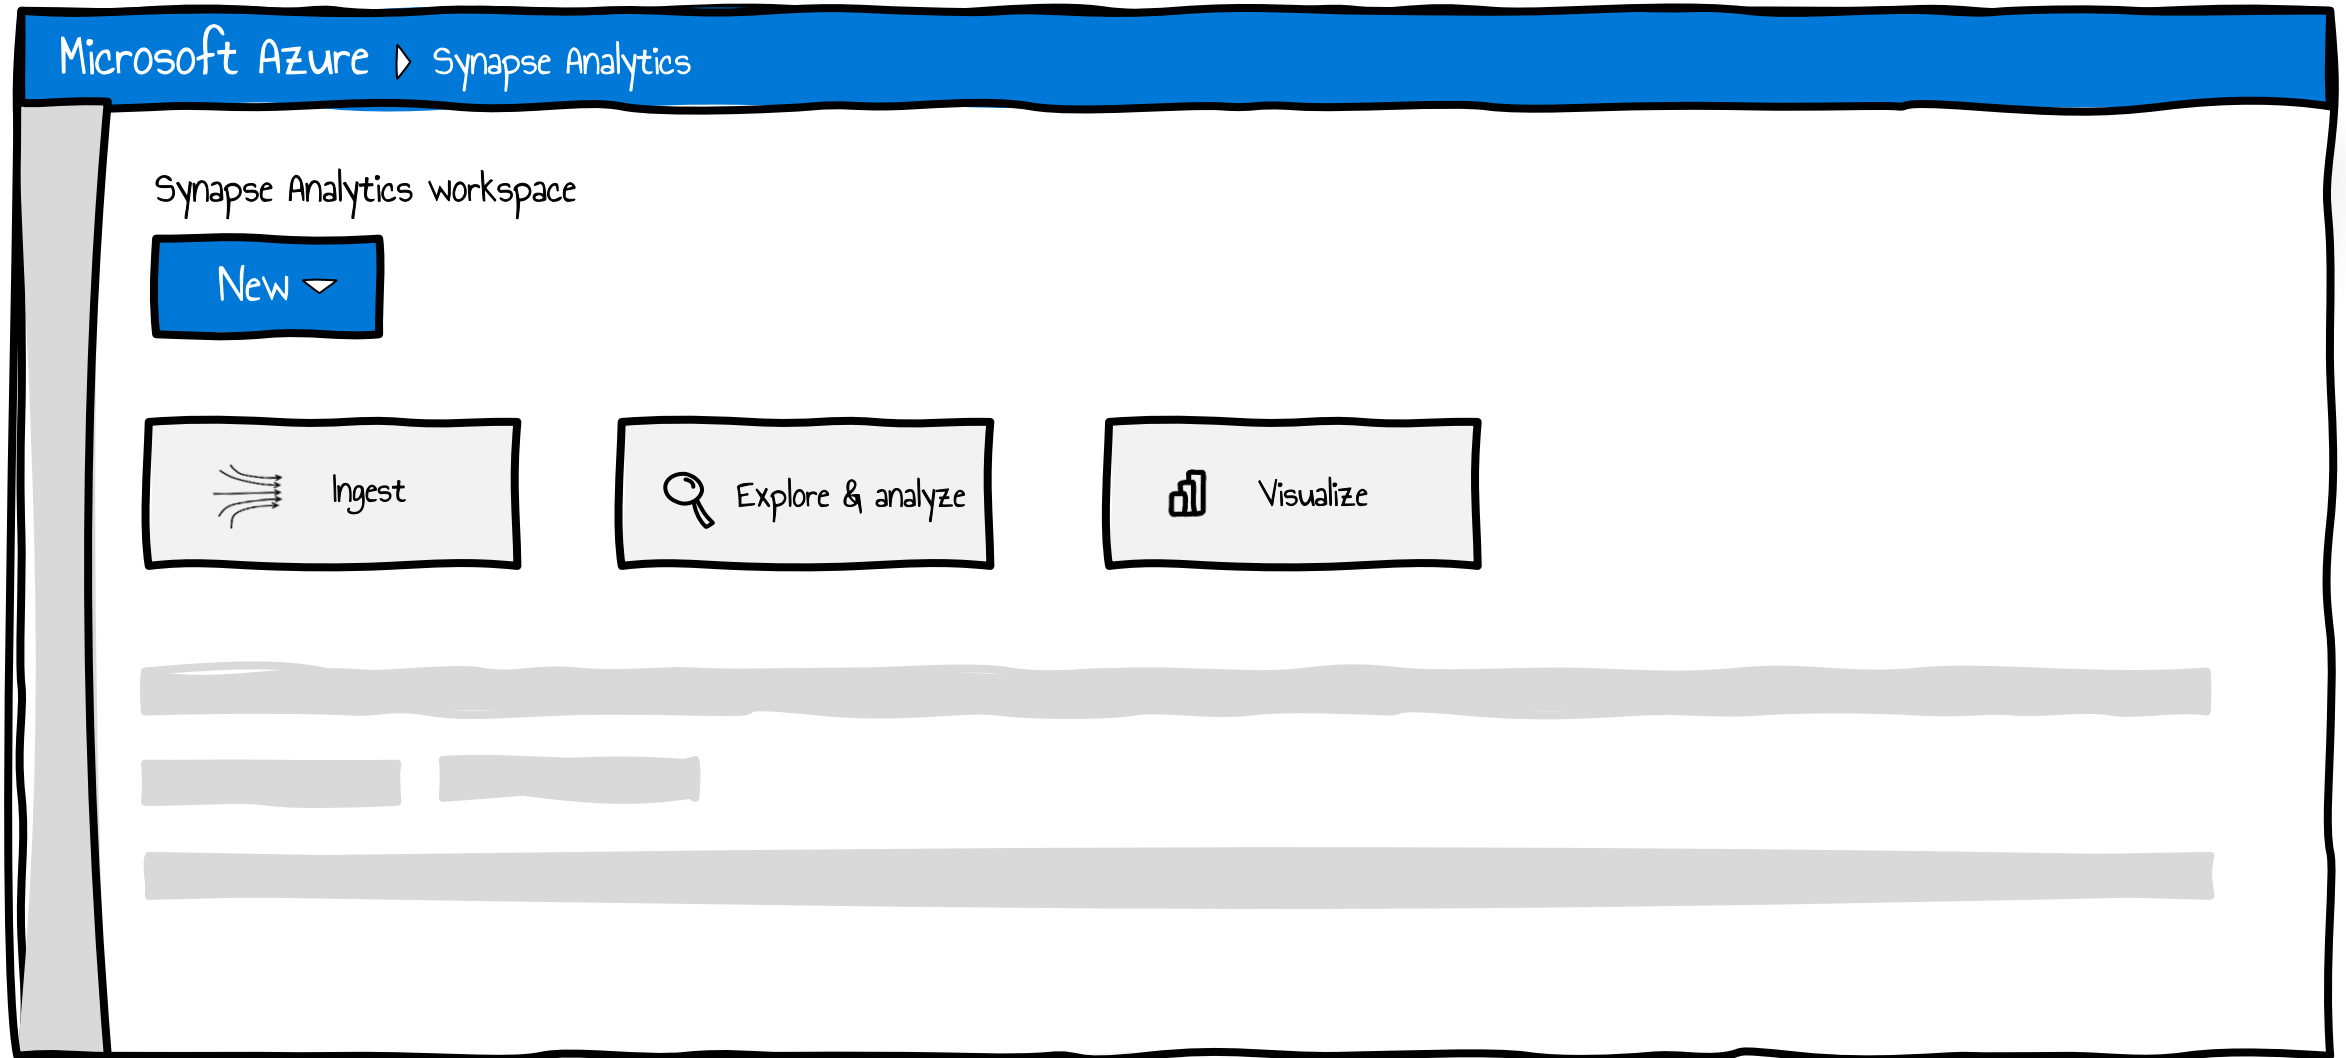 Microsoft Azure Synapse Analytics
Synapse Analytics workspace
New
Ingest
Explore & analyze
Visualize